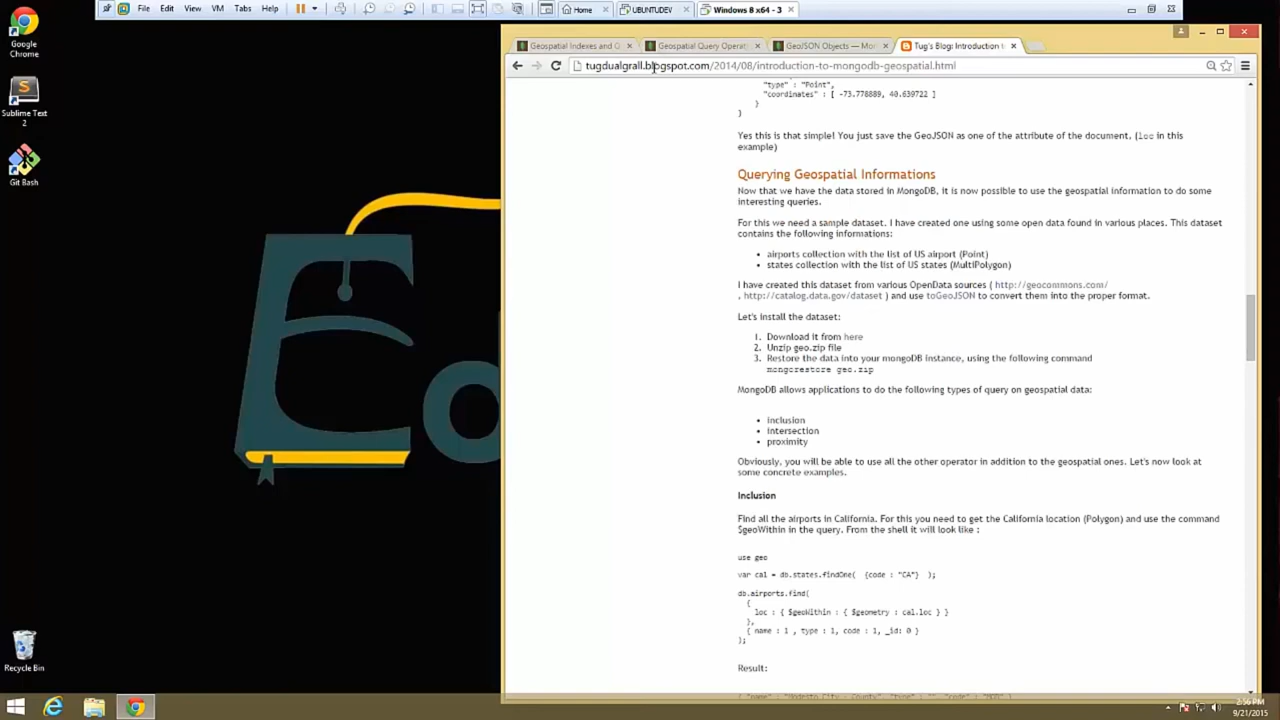 File Edit View VM Tabs Help
Home
UBUNTUDEV
Windows 8 x64 - 3
Google
Chrome
Sublime Text
2
Git Bash
Recycle Bin
Geospatial Indexes and Q
Geospatial Query Operat
GeoJSON Objects — Mon
Tug's Blog: Introduction to
tugdualgrall.blogspot.com/2014/08/introduction-to-mongodb-geospatial.html
"type" : "Point",
"coordinates" : [ -73.778889, 40.639722 ]
}
}
Yes this is that simple! You just save the GeoJSON as one of the attribute of the document, (loc in this
example)
Querying Geospatial Informations
Now that we have the data stored in MongoDB, it is now possible to use the geospatial information to do some
interesting queries.
For this we need a sample dataset. I have created one using some open data found in various places. This dataset
contains the following informations:
• airports collection with the list of US airport (Point)
• states collection with the list of US states (MultiPolygon)
I have created this dataset from various OpenData sources ( http://geocommons.com/
, http://catalog.data.gov/dataset ) and use toGeoJSON to convert them into the proper format.
Let's install the dataset:
1. Download it from here
2. Unzip geo.zip file
3. Restore the data into your mongoDB instance, using the following command
mongorestore geo.zip
MongoDB allows applications to do the following types of query on geospatial data:
• inclusion
• intersection
• proximity
Obviously, you will be able to use all the other operator in addition to the geospatial ones. Let's now look at
some concrete examples.
Inclusion
Find all the airports in California. For this you need to get the California location (Polygon) and use the command
$geoWithin in the query. From the shell it will look like :
use geo
var cal = db.states.findOne( {code : "CA"} );
db.airports.find(
{
loc : { $geoWithin : { $geometry : cal.loc } }
},
{ name : 1 , type : 1, code : 1, _id: 0 }
);
Result:
2:56 PM
9/21/2015